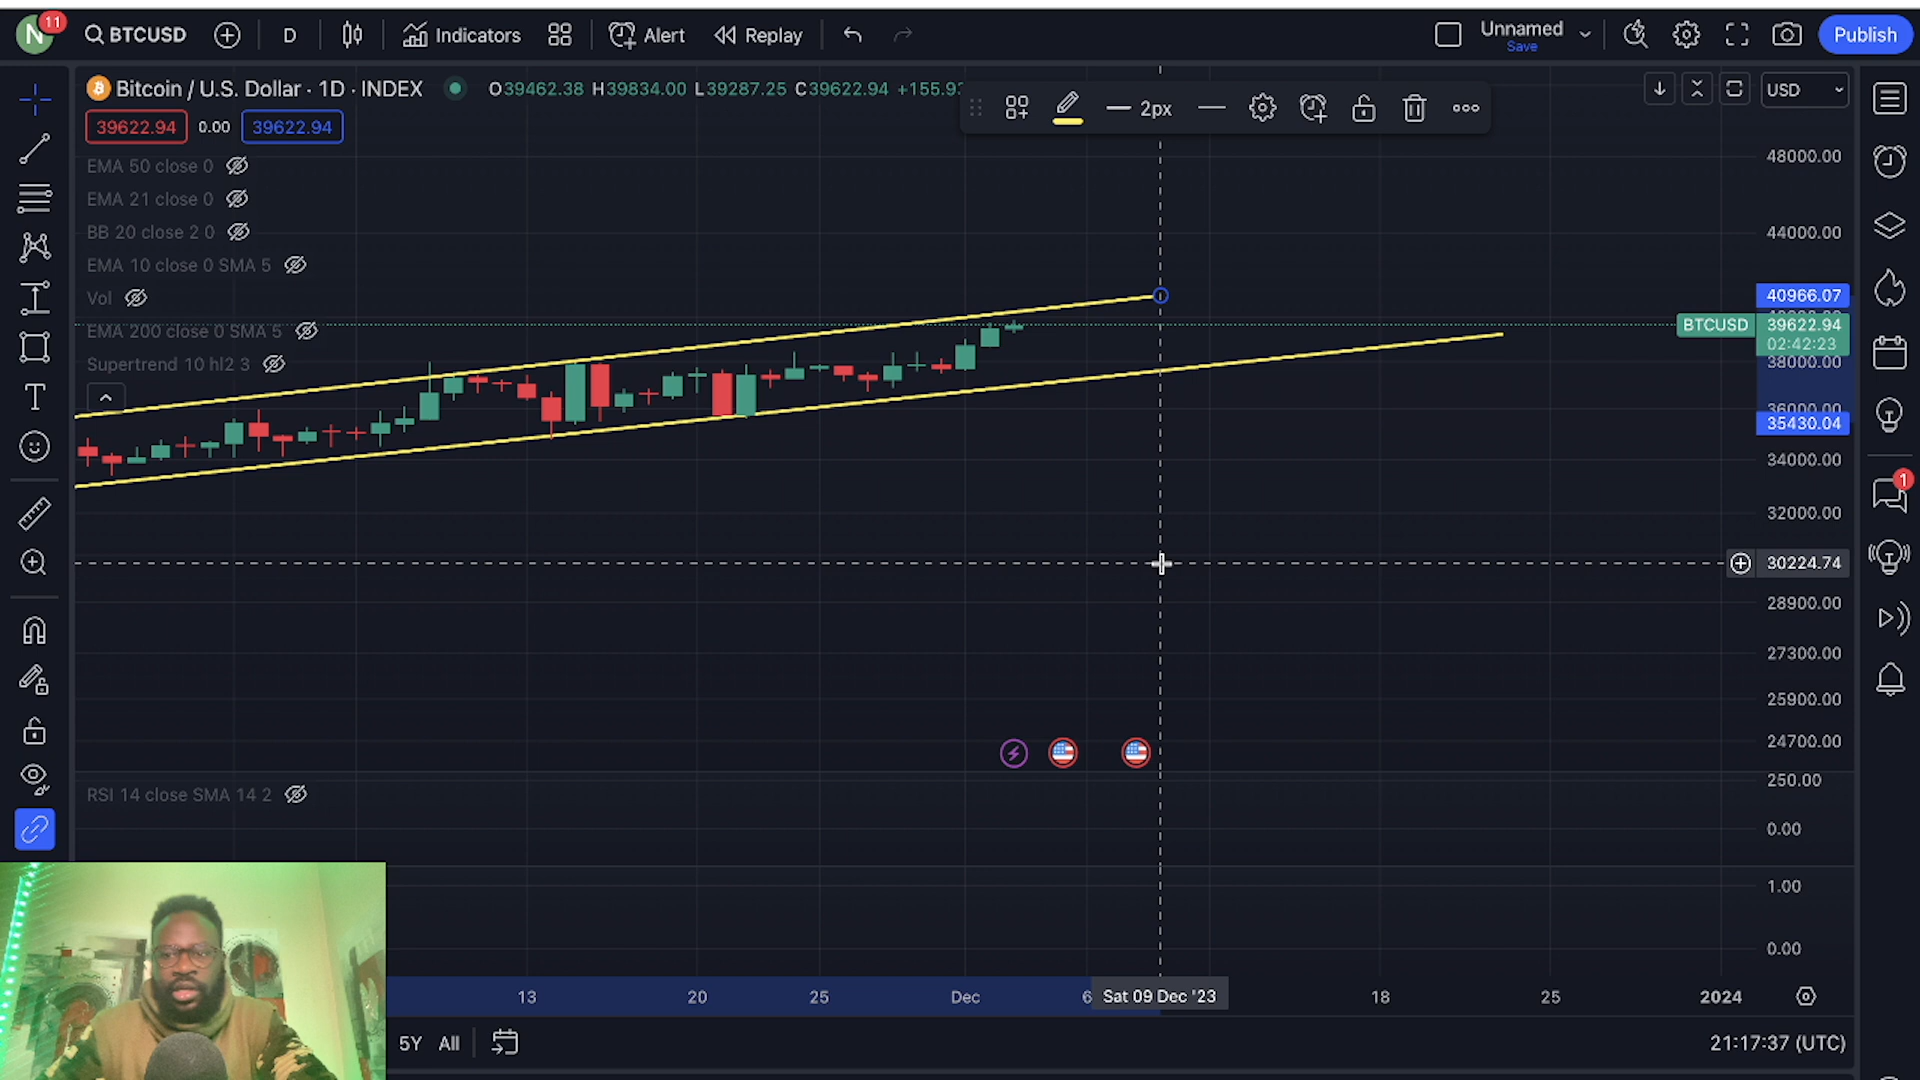 N 11 BTCUSD D Indicators Alert Replay Unnamed Save Publish
Bitcoin / U.S. Dollar · 1D · INDEX O39462.38 H39834.00 L39287.25 C39622.94 +155.93
2px USD
39622.94 0.00 39622.94
EMA 50 close 0
EMA 21 close 0
BB 20 close 2 0
EMA 10 close 0 SMA 5
Vol
EMA 200 close 0 SMA 5
Supertrend 10 hl2 3
48000.00
44000.00
40966.07
BTCUSD 39622.94
02:42:23
38000.00
36000.00
35430.04
34000.00
32000.00
30224.74
28900.00
27300.00
25900.00
24700.00
RSI 14 close SMA 14 2
250.00
0.00
1.00
0.00
13 20 25 Dec 6 Sat 09 Dec '23 18 25 2024
5Y All 21:17:37 (UTC)
T
1